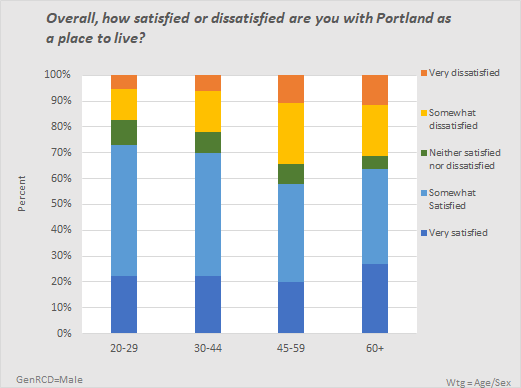 Overall, how satisfied or dissatisfied are you with Portland as
a place to live?
100%
90%
80%
70%
60%
50%
40%
30%
20%
10%
0%
Percent
20-29
30-44
45-59
60+
Very dissatisfied
Somewhat
dissatisfied
Neither satisfied
nor dissatisfied
Somewhat
Satisfied
Very satisfied
GenRCD=Male
Wtg = Age/Sex